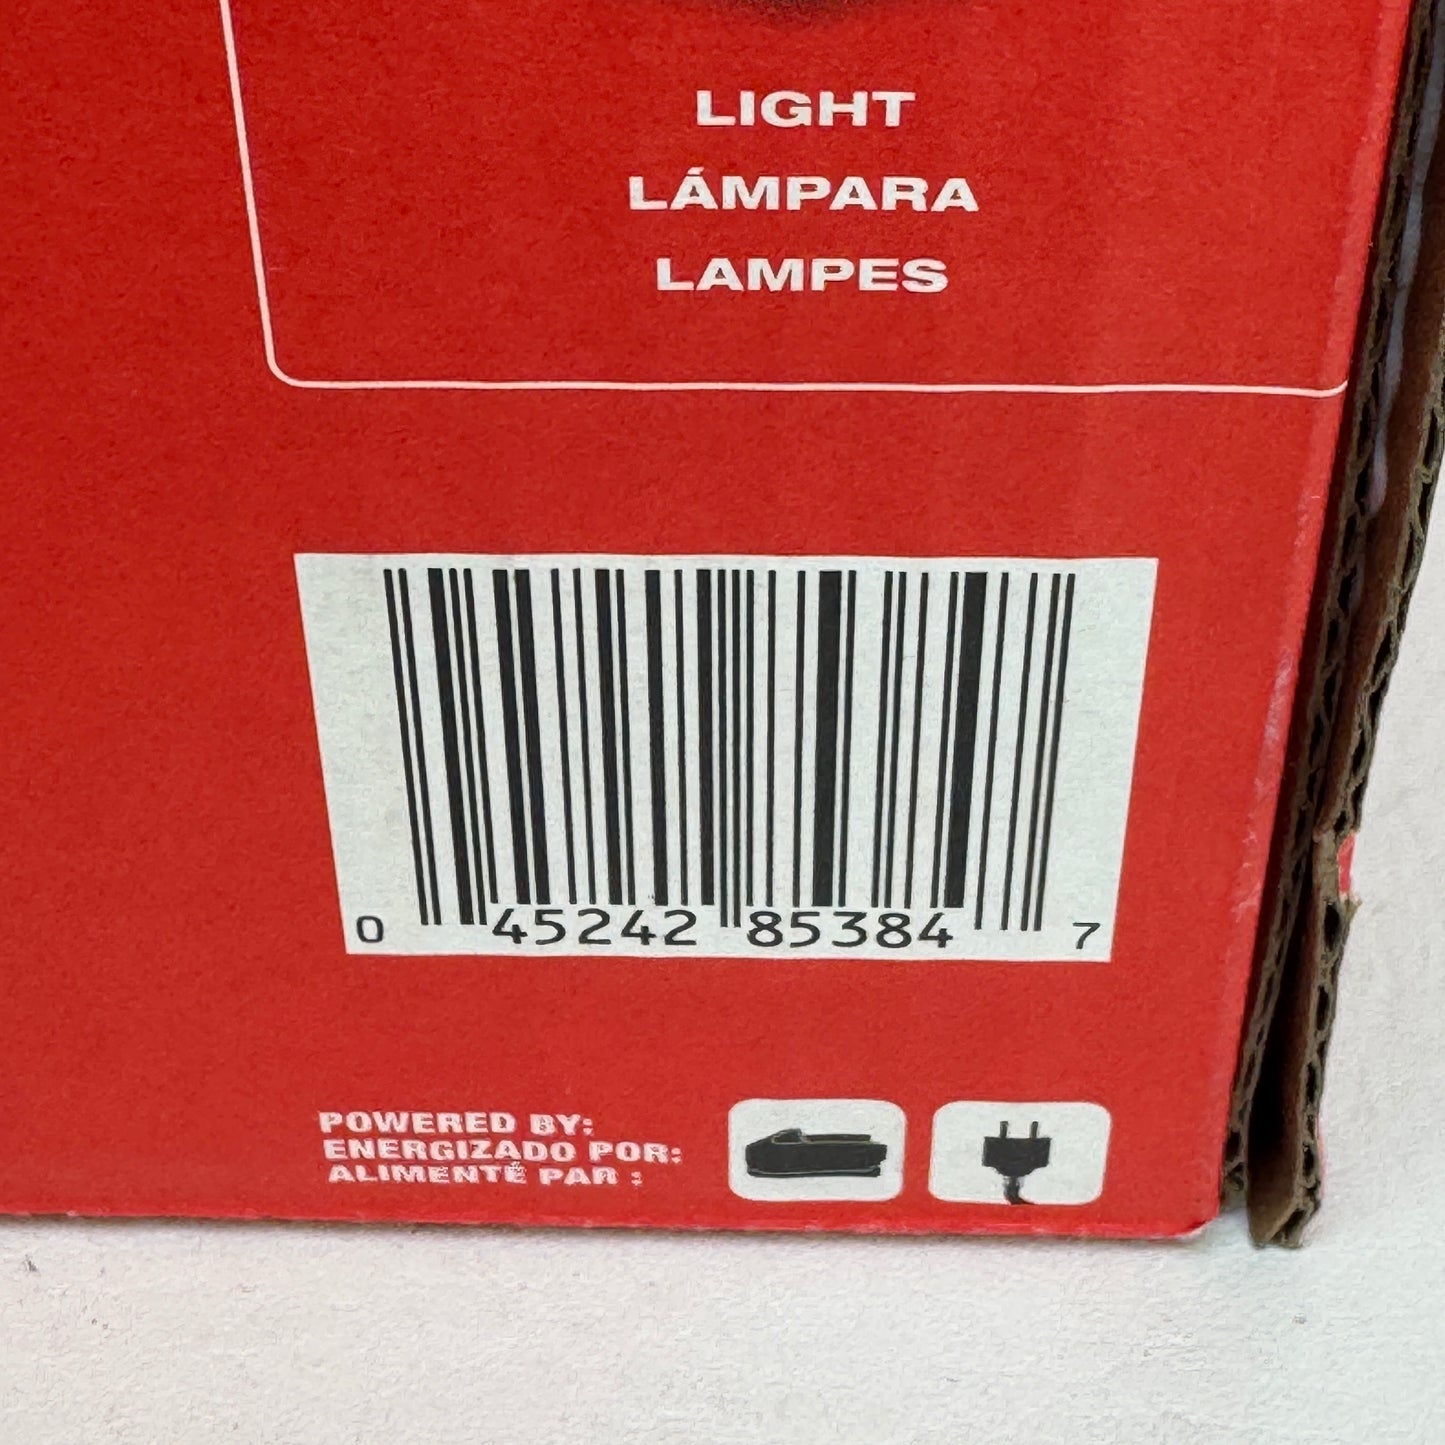 LIGHT
LÁMPARA
LAMPES
0 45242 85384 7
POWERED BY:
ENERGIZADO POR:
ALIMENTÉ PAR :